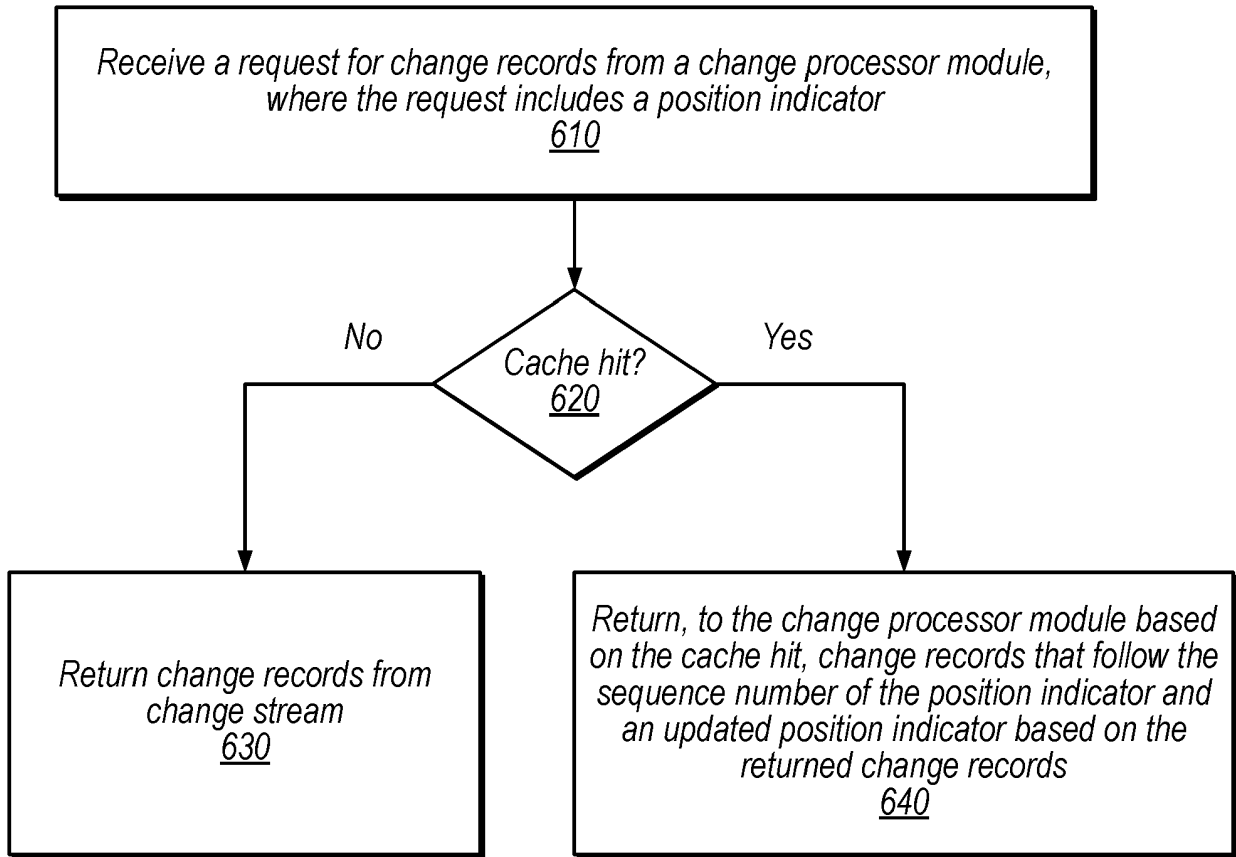 Receive a request for change records from a change processor module,
where the request includes a position indicator
610
No
Yes
Cache hit?
620
Return change records from
change stream
630
Return, to the change processor module based
on the cache hit, change records that follow the
sequence number of the position indicator and
an updated position indicator based on the
returned change records
640